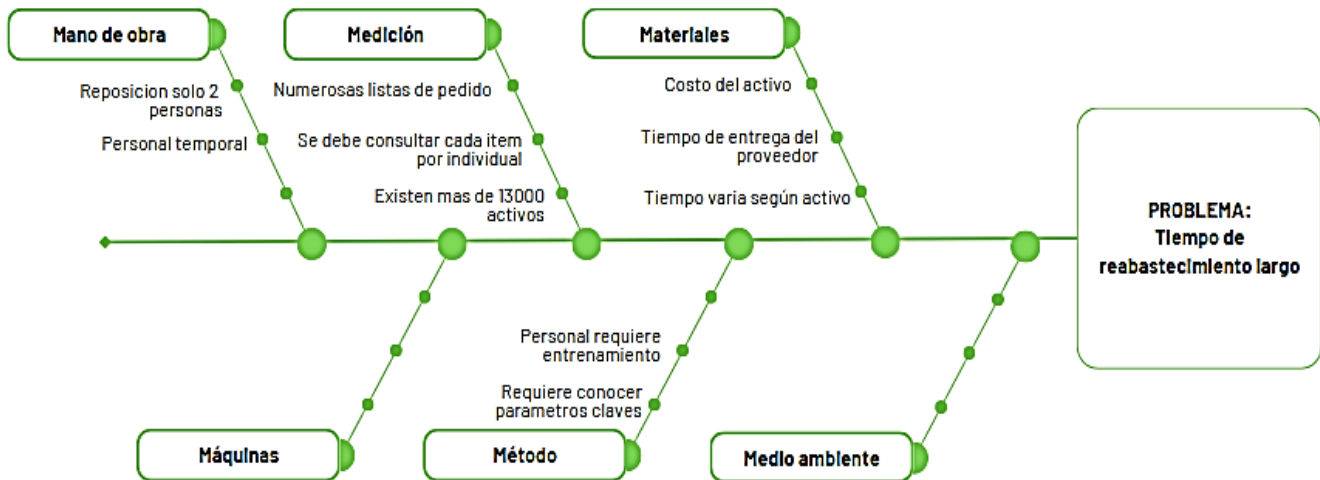 Mano de obra
Reposicion solo 2
personas
Personal temporal
Medición
Numerosas listas de pedido
Se debe consultar cada item
por individual
Existen mas de 13000
activos
Materiales
Costo del activo
Tiempo de entrega del
proveedor
Tiempo varia según activo
PROBLEMA:
Tiempo de
reabastecimiento largo
Máquinas
Personal requiere
entrenamiento
Requiere conocer
parametros claves
Método
Medio ambiente